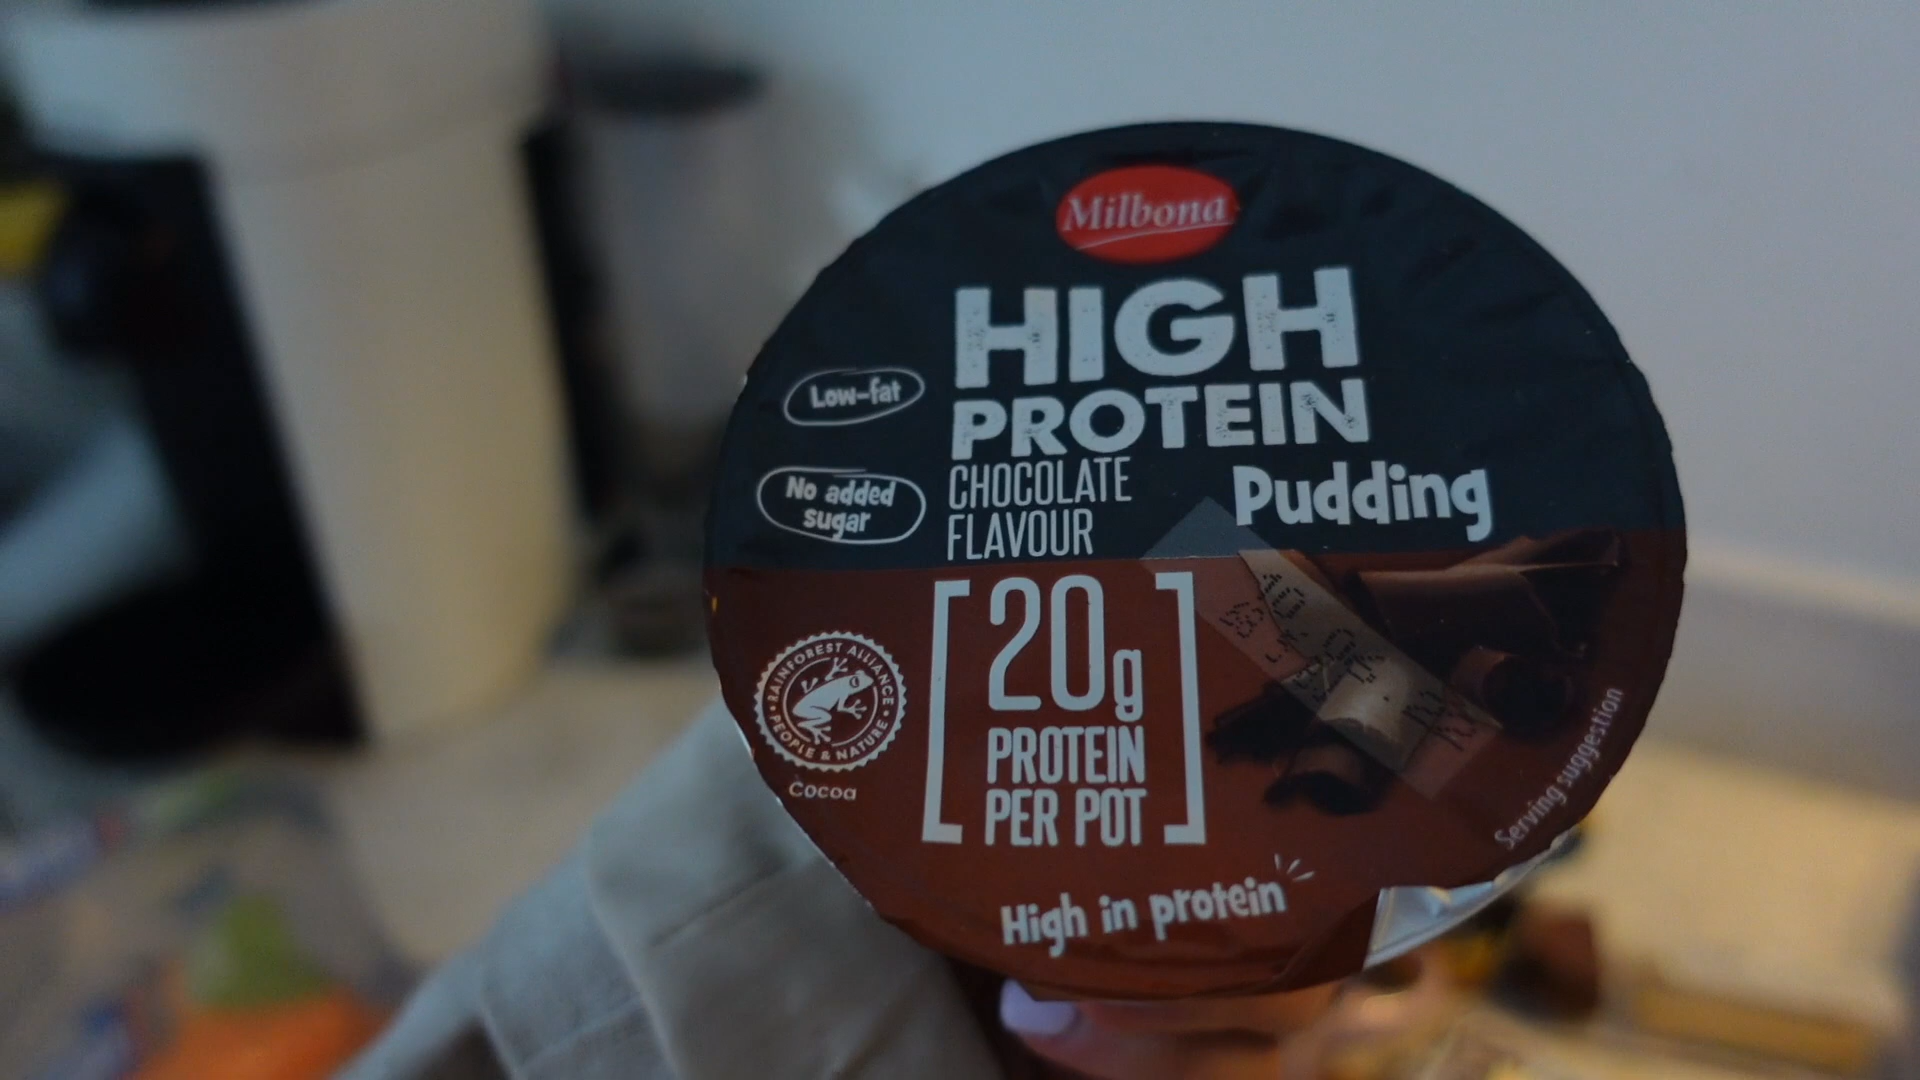 Milbona
HIGH
PROTEIN
CHOCOLATE
FLAVOUR
Pudding
Low-fat
No added
sugar
20g
PROTEIN
PER POT
RAINFOREST ALLIANCE
PEOPLE & NATURE
Cocoa
High in protein
Serving suggestion